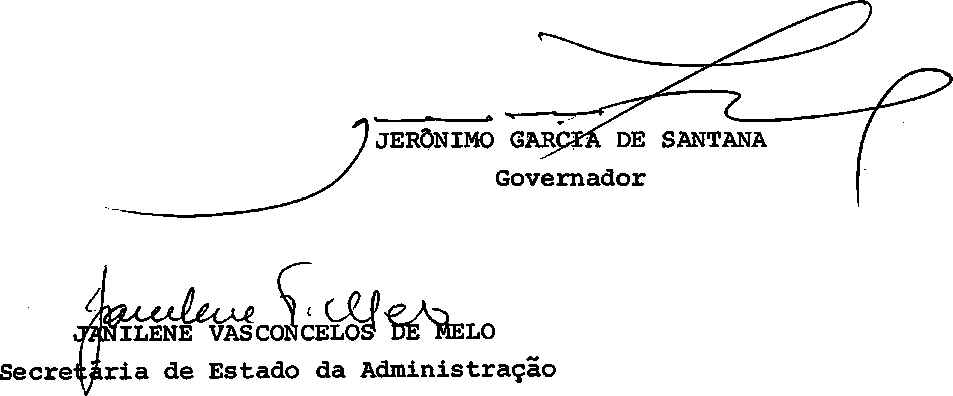 JERÔNIMO GARCIA DE SANTANA
Governador
JANILENE VASCONCELOS DE MELO
Secretária de Estado da Administração